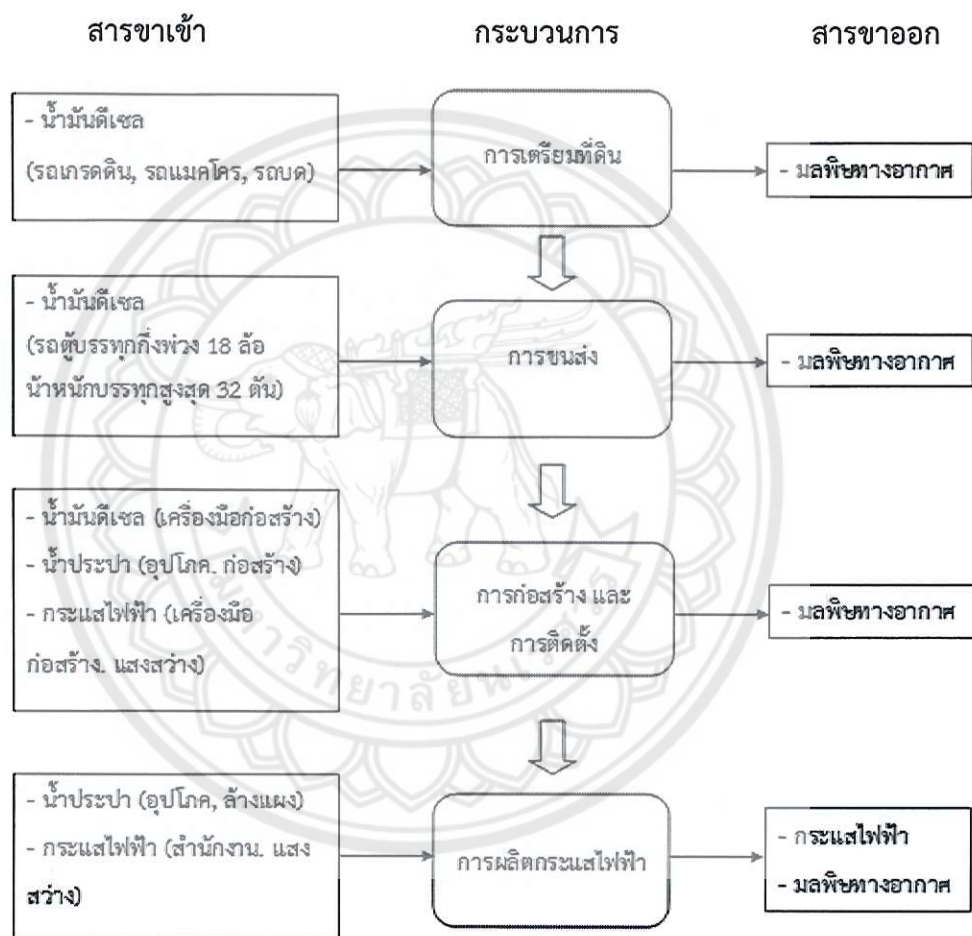 สารขาเข้า
กระบวนการ
สารขาออก
- น้ำมันดีเซล
(รถเกรดดิน, รถแมคโคร, รถบด)
การเตรียมที่ดิน
- มลพิษทางอากาศ
- น้ำมันดีเซล
(รถตู้บรรทุกกึ่งพ่วง 18 ล้อ
น้ำหนักบรรทุกสูงสุด 32 ตัน)
การขนส่ง
- มลพิษทางอากาศ
- น้ำมันดีเซล (เครื่องมือก่อสร้าง)
- น้ำประปา (อุปโภค, ก่อสร้าง)
- กระแสไฟฟ้า (เครื่องมือ
ก่อสร้าง, แสงสว่าง)
การก่อสร้าง และ
การติดตั้ง
- มลพิษทางอากาศ
มหาวิทยาลัยนเรศวร
- น้ำประปา (อุปโภค, ล้างแผง)
- กระแสไฟฟ้า (สำนักงาน, แสง
สว่าง)
การผลิตกระแสไฟฟ้า
- กระแสไฟฟ้า
- มลพิษทางอากาศ